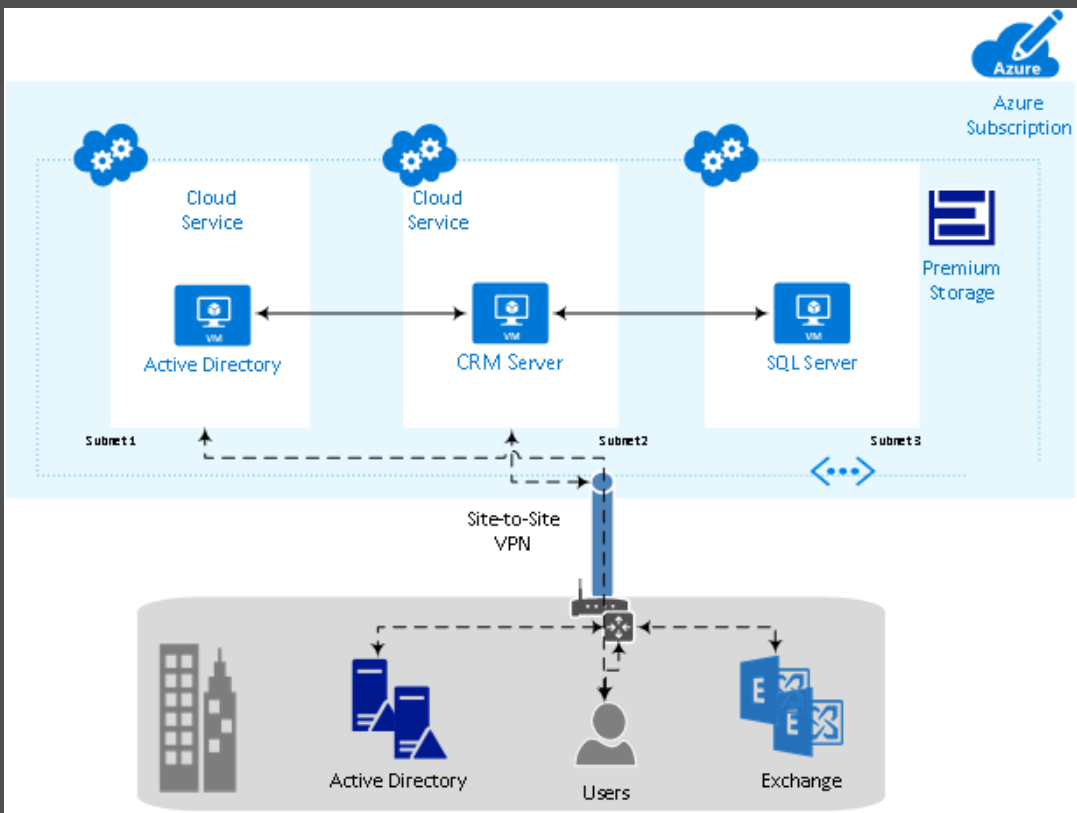 Azure
Azure
Subscription
Cloud
Service
Cloud
Service
Premium
Storage
VM
VM
VM
Active Directory
CRM Server
SQL Server
Subnet1
Subnet2
Subnet3
Site-to-Site
VPN
E
E
Active Directory
Users
Exchange